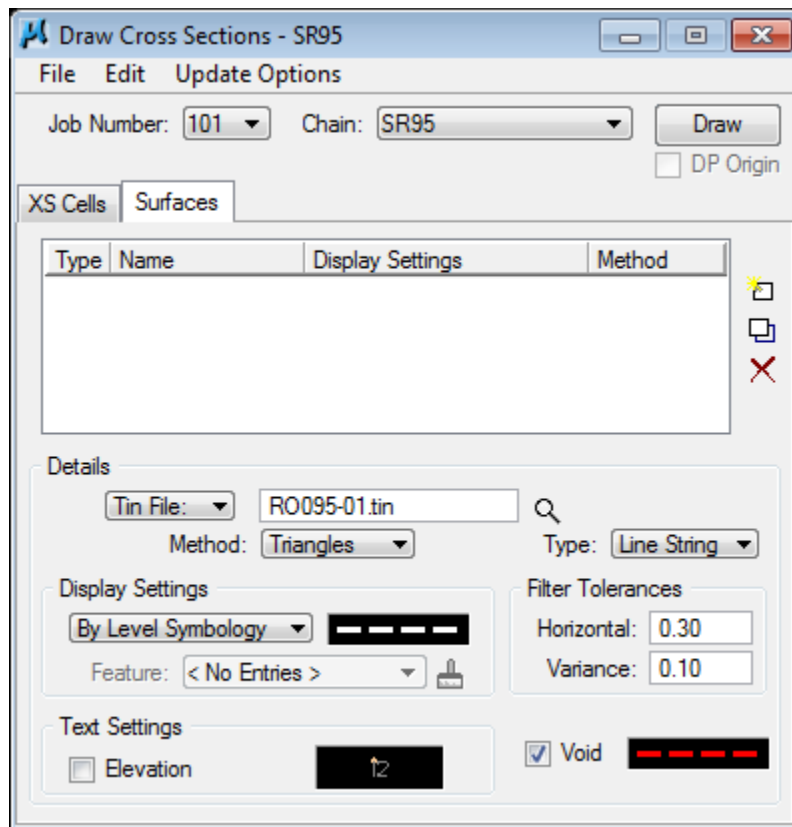 Draw Cross Sections - SR95
File Edit Update Options
Job Number: 101 Chain: SR95 Draw
DP Origin
XS Cells Surfaces
Type Name Display Settings Method
Details
Tin File: RO095-01.tin
Method: Triangles Type: Line String
Display Settings Filter Tolerances
By Level Symbology Horizontal: 0.30
Feature: < No Entries > Variance: 0.10
Text Settings
Elevation 12 Void